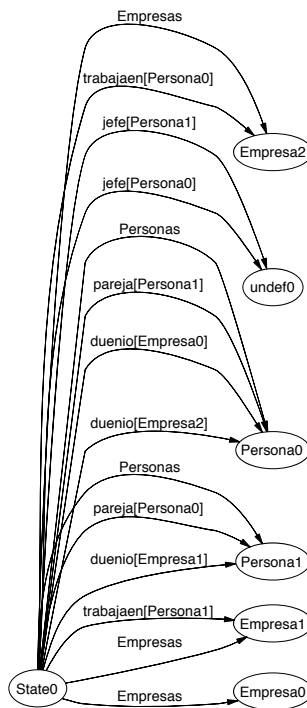 Empresas
trabajaen[Persona0]
Empresa2
jefe[Persona1]
jefe[Persona0]
Personas
undef0
pareja[Persona1]
duenio[Empresa0]
duenio[Empresa2]
Persona0
Personas
pareja[Persona0]
duenio[Empresa1]
Persona1
trabajaen[Persona1]
Empresa1
Empresas
State0
Empresas
Empresa0